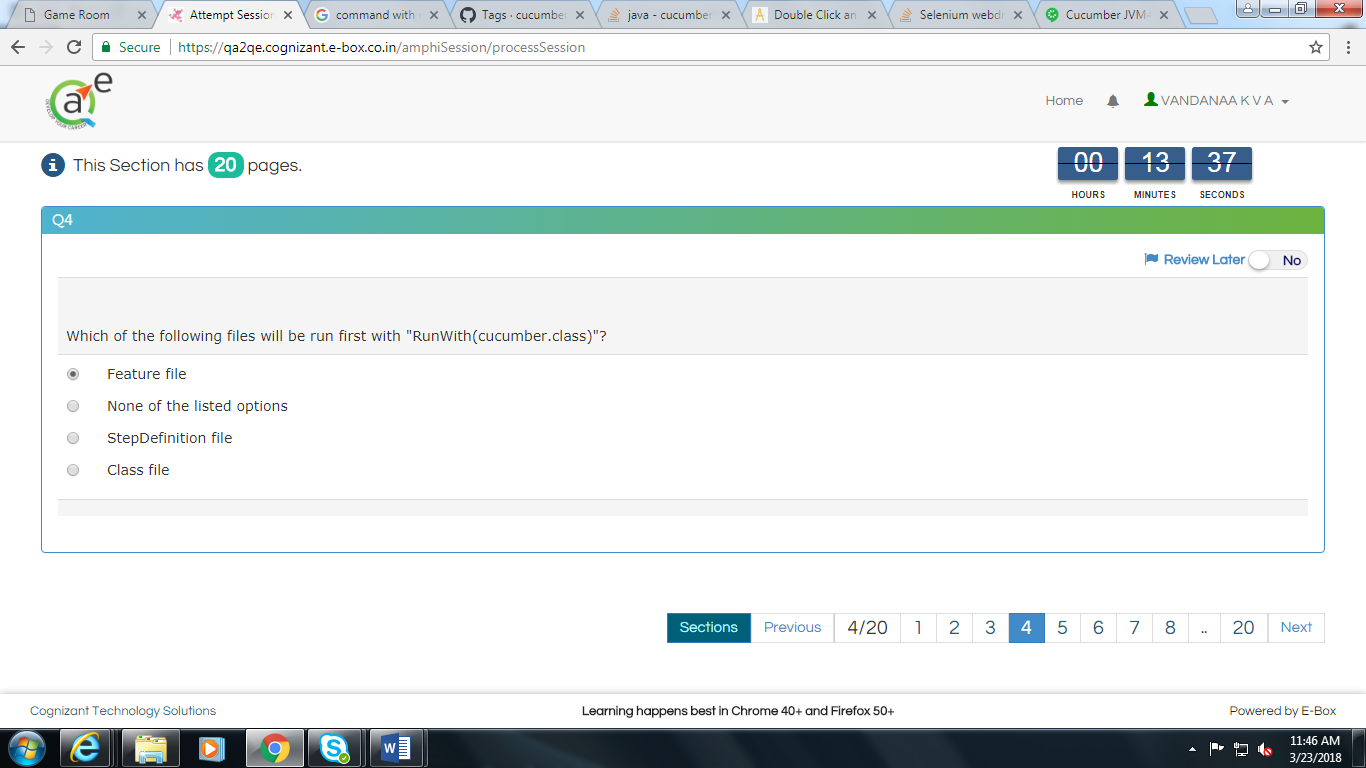 Game Room
Attempt Session
command with
Tags · cucumber
java - cucumber
Double Click an
Selenium webd
Cucumber JVM
Secure https://qa2qe.cognizant.e-box.co.in/amphiSession/processSession
a e
DEVELOP YOUR CAREER
Home
VANDANAA K V A
i This Section has 20 pages.
00 13 37
HOURS MINUTES SECONDS
Q4
Review Later No
Which of the following files will be run first with "RunWith(cucumber.class)"?
Feature file
None of the listed options
StepDefinition file
Class file
Sections Previous 4/20 1 2 3 4 5 6 7 8 .. 20 Next
Cognizant Technology Solutions
Learning happens best in Chrome 40+ and Firefox 50+
Powered by E-Box
11:46 AM
3/23/2018